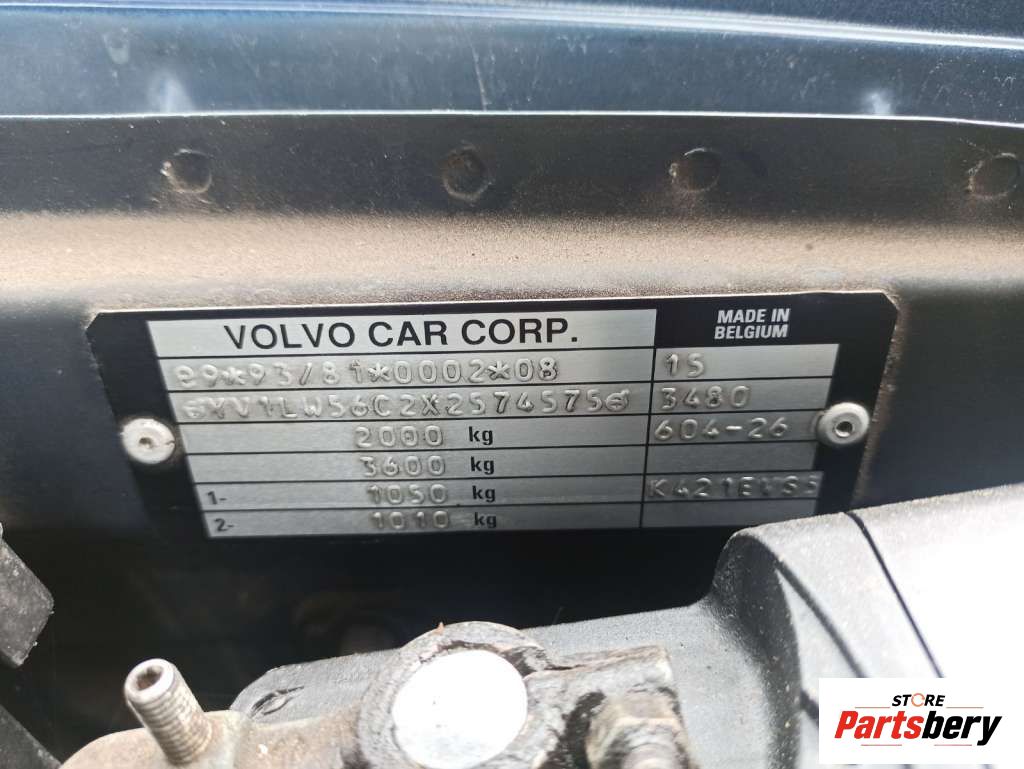 VOLVO CAR CORP.
MADE IN
BELGIUM
e9*93/81*0002*08
15
YV1LW56C2X2574575
3480
2000 kg
604-26
3600 kg
1- 1050 kg
2- 1010 kg
STORE
Partsbery